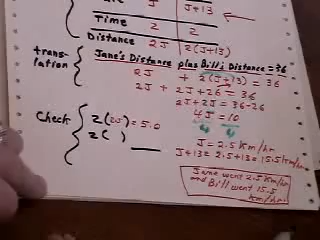 J J+13
Time 2 2
Distance 2J 2(J+13)
translation
Jane's Distance plus Bill's Distance = 36
2J + 2(J+13) = 36
2J + 2J+26 = 36
2J+2J = 36-26
4J = 10
4 4
J = 2.5 Km/hr
J+13 = 2.5+13 = 15.5 Km/hr
Check
2(2.5) = 5.0
2( )
Jane went 2.5 Km/hr
and Bill went 15.5
Km/hr